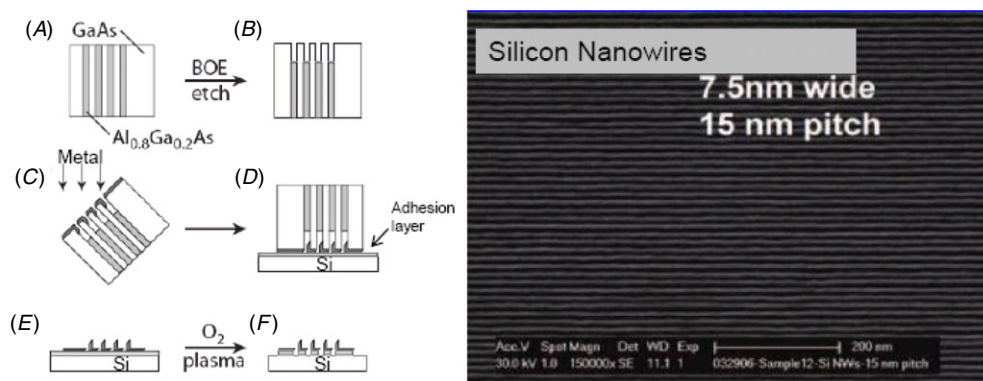 (A)
GaAs
(B)
BOE
etch
Al0.8Ga0.2As
Metal
(C)
(D)
Adhesion
layer
Si
(E)
O2
plasma
Si
(F)
Si
Silicon Nanowires
7.5nm wide
15 nm pitch
Acc.V Spot Magn Det WD Exp 200 nm
30.0 kV 1.0 150000x SE 11.1 1 032906-Sample12-Si NWs-15 nm pitch